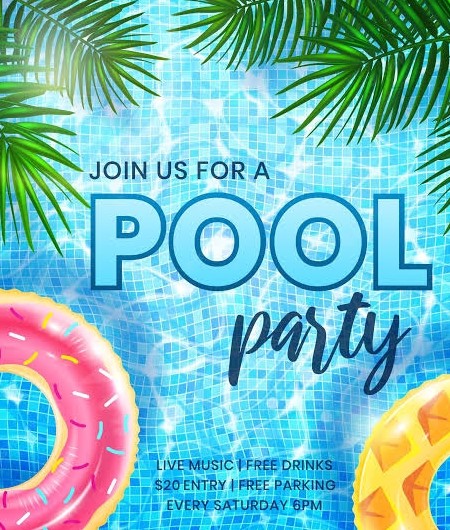 JOIN US FOR A
POOL
party
LIVE MUSIC | FREE DRINKS
$20 ENTRY | FREE PARKING
EVERY SATURDAY 6PM